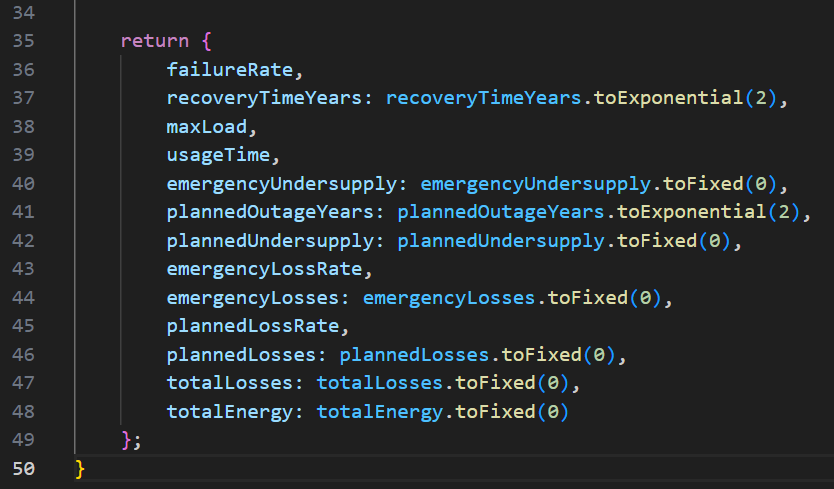 34
35 return {
36 failureRate,
37 recoveryTimeYears: recoveryTimeYears.toExponential(2),
38 maxLoad,
39 usageTime,
40 emergencyUndersupply: emergencyUndersupply.toFixed(0),
41 plannedOutageYears: plannedOutageYears.toExponential(2),
42 plannedUndersupply: plannedUndersupply.toFixed(0),
43 emergencyLossRate,
44 emergencyLosses: emergencyLosses.toFixed(0),
45 plannedLossRate,
46 plannedLosses: plannedLosses.toFixed(0),
47 totalLosses: totalLosses.toFixed(0),
48 totalEnergy: totalEnergy.toFixed(0)
49 };
50 }